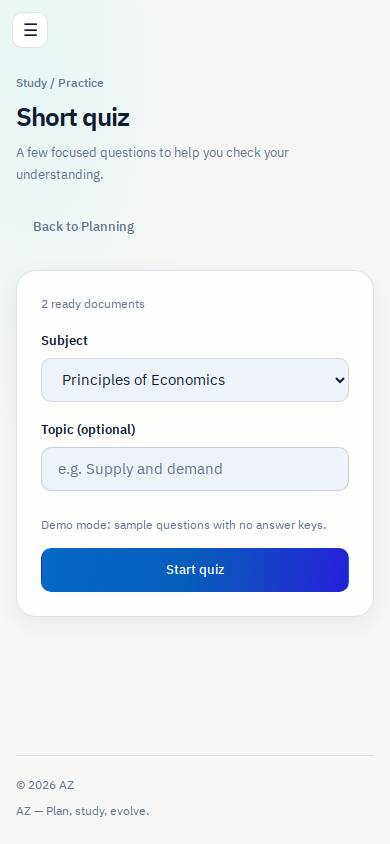 ☰
Study / Practice
Short quiz
A few focused questions to help you check your
understanding.
Back to Planning
2 ready documents
Subject
Principles of Economics
Topic (optional)
e.g. Supply and demand
Demo mode: sample questions with no answer keys.
Start quiz
© 2026 AZ
AZ — Plan, study, evolve.